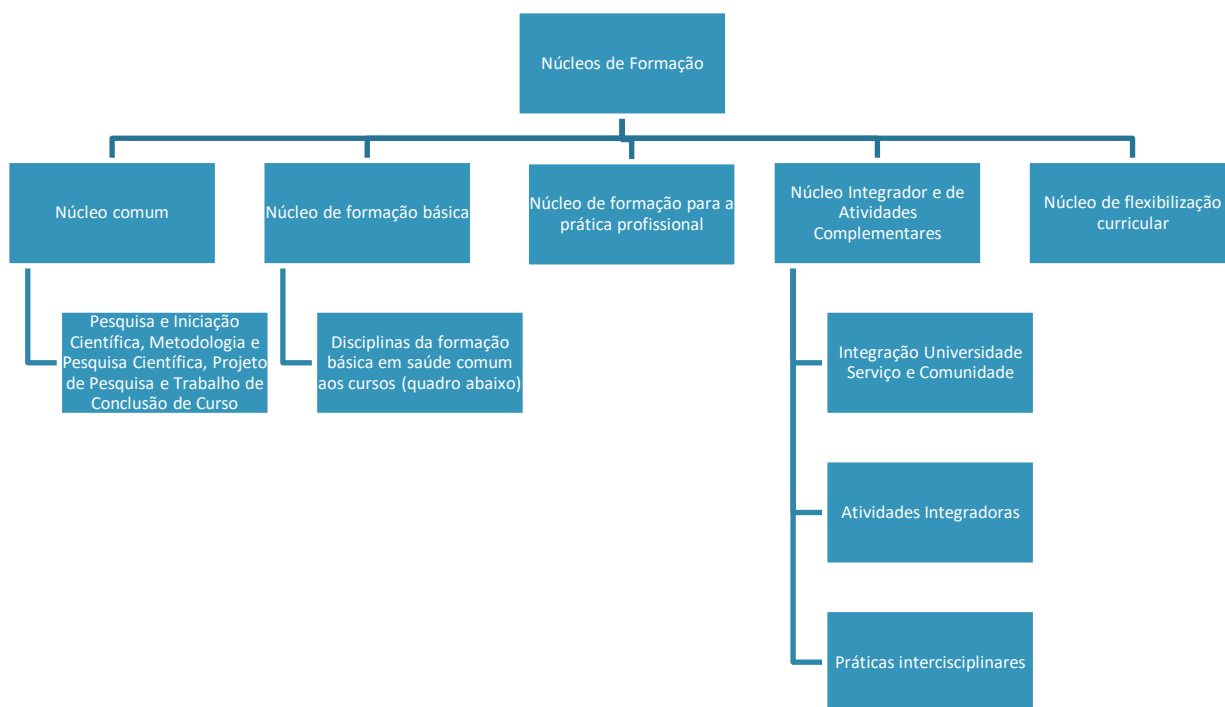 Núcleos de Formação
Núcleo comum
Núcleo de formação básica
Núcleo de formação para a
prática profissional
Núcleo Integrador e de
Atividades
Complementares
Núcleo de flexibilização
curricular
Pesquisa e Iniciação
Científica, Metodologia e
Pesquisa Científica, Projeto
de Pesquisa e Trabalho de
Conclusão de Curso
Disciplinas da formação
básica em saúde comum
aos cursos (quadro abaixo)
Integração Universidade
Serviço e Comunidade
Atividades Integradoras
Práticas intercisciplinares